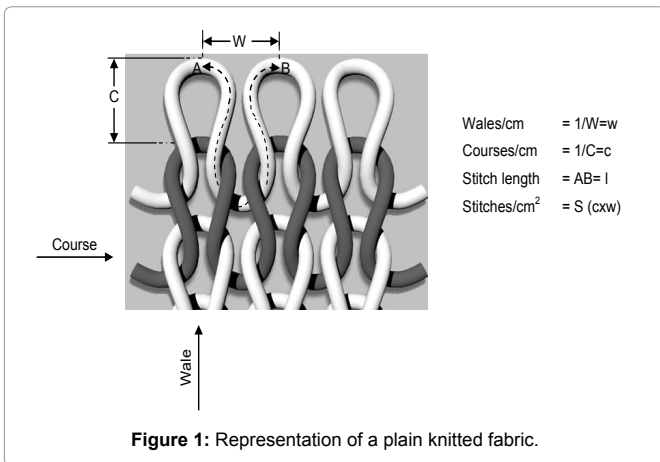 W
A
B
C
Wales/cm = 1/W=w
Courses/cm = 1/C=c
Stitch length = AB= l
Stitches/cm² = S (cxw)
Course
Wale
Figure 1: Representation of a plain knitted fabric.